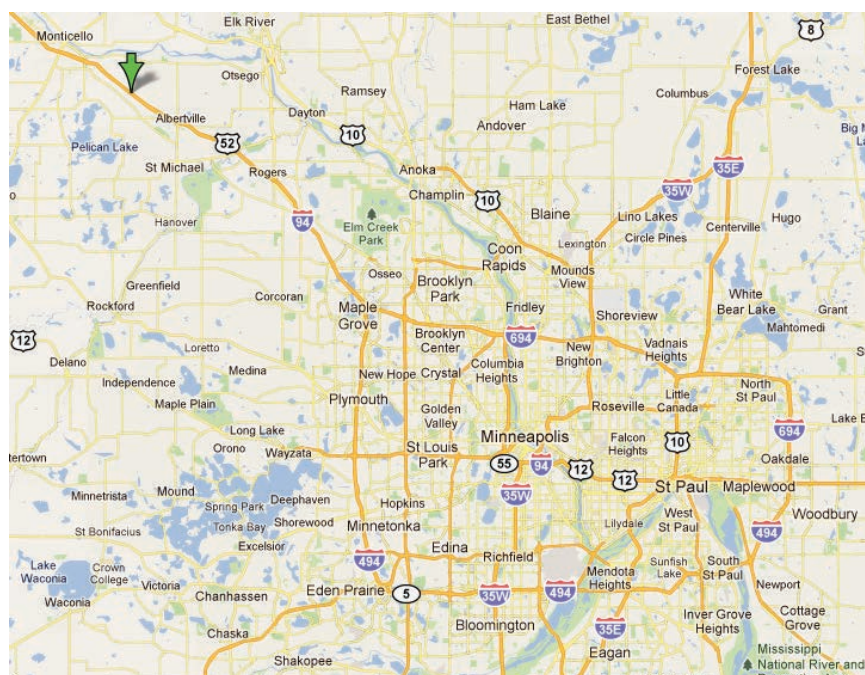 East Bethel
Elk River
8
Monticello
Forest Lake
Otsego
Ramsey
Columbus
Ham Lake
Albertville
Dayton
Andover
10
52
Pelican Lake
St Michael
Rogers
Anoka
35E
35W
Champlin
10
Blaine
Lino Lakes
Hugo
Hanover
94
Elm Creek
Park
Circle Pines
Centerville
Lexington
Coon
Rapids
Osseo
Mounds
View
Greenfield
Brooklyn
Park
Corcoran
White
Bear Lake
Rockford
Maple
Grove
Fridley
Shoreview
Grant
Mahtomedi
12
Brooklyn
Center
694
New
Brighton
Vadnais
Heights
Loretto
Delano
Medina
New Hope
Crystal
Columbia
Heights
Independence
North
St Paul
Plymouth
Little
Canada
Maple Plain
Golden
Valley
Roseville
Lake E
Long Lake
Minneapolis
Falcon
Heights
10
694
Orono
Wayzata
St Louis
Park
tertown
55
94
12
Oakdale
12
St Paul
Maplewood
Minnetrista
Mound
Deephaven
35W
Spring Park
Hopkins
Woodbury
Tonka Bay
Shorewood
Minnetonka
Lilydale
West
St Paul
St Bonifacius
494
Excelsior
Edina
Richfield
494
Lake
Waconia
Crown
College
Mendota
Heights
Sunfish
Lake
South
St Paul
Victoria
Eden Prairie
Newport
Waconia
Chanhassen
5
35W
494
Cottage
Grove
Inver Grove
Heights
Chaska
Bloomington
35E
Eagan
Mississippi
National River and
Shakopee